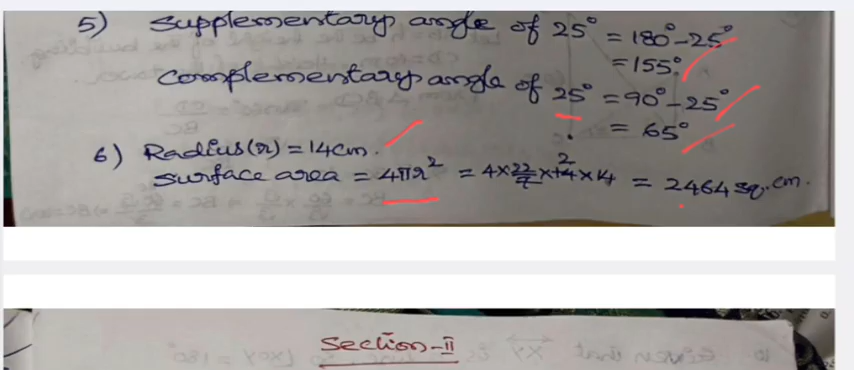 5) Supplementary angle of 25° = 180° - 25°
= 155°
Complementary angle of 25° = 90° - 25°
= 65°
6) Radius(r) = 14cm.
Surface area = 4πr² = 4 × 22/7 × 14 × 14 = 2464 sq. cm.
2
Section-II